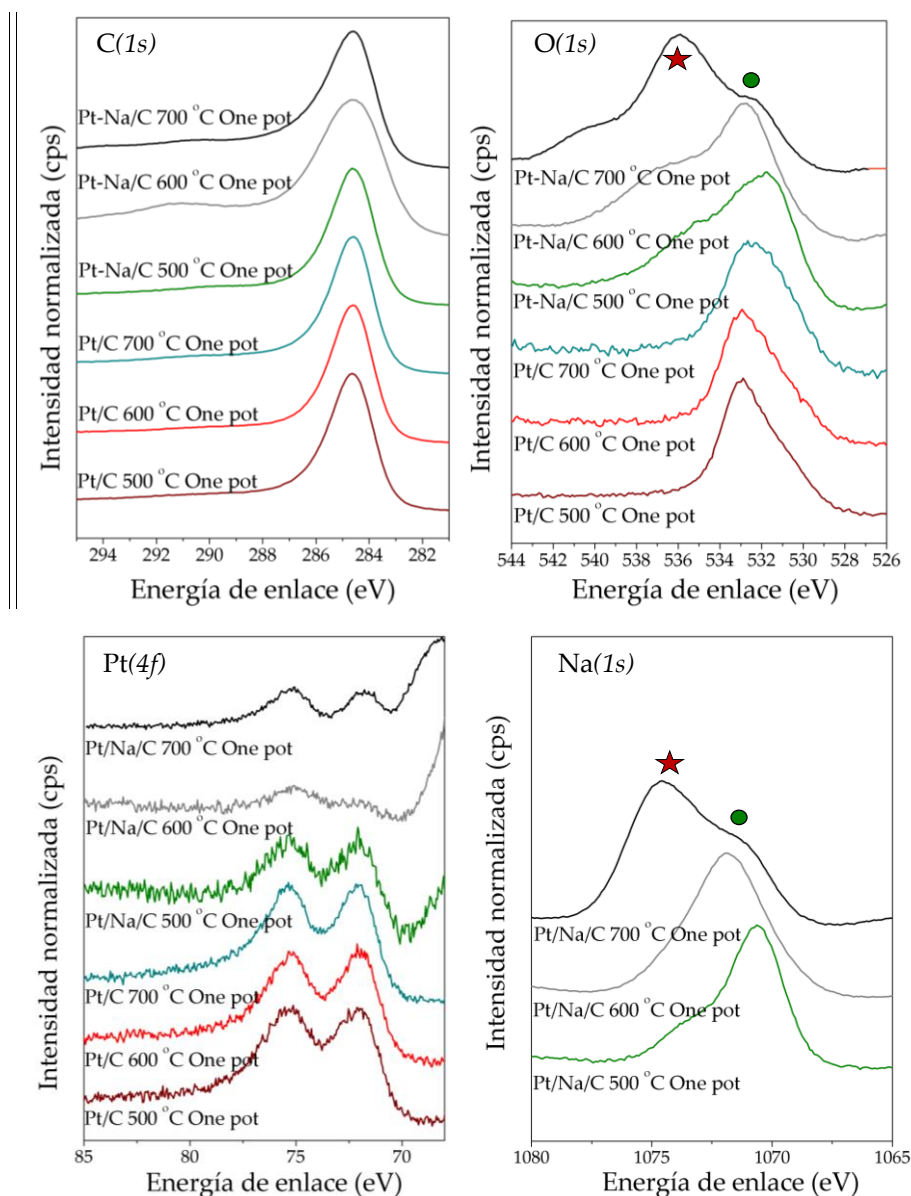 C(1s)
Intensidad normalizada (cps)
Pt-Na/C 700 °C One pot
Pt-Na/C 600 °C One pot
Pt-Na/C 500 °C One pot
Pt/C 700 °C One pot
Pt/C 600 °C One pot
Pt/C 500 °C One pot
294 292 290 288 286 284 282
Energía de enlace (eV)
O(1s)
Intensidad normalizada (cps)
Pt-Na/C 700 °C One pot
Pt-Na/C 600 °C One pot
Pt-Na/C 500 °C One pot
Pt/C 700 °C One pot
Pt/C 600 °C One pot
Pt/C 500 °C One pot
544 542 540 538 536 533 532 530 528 526
Energía de enlace (eV)
Pt(4f)
Intensidad normalizada (cps)
Pt/Na/C 700 °C One pot
Pt/Na/C 600 °C One pot
Pt/Na/C 500 °C One pot
Pt/C 700 °C One pot
Pt/C 600 °C One pot
Pt/C 500 °C One pot
85 80 75 70
Energía de enlace (eV)
Na(1s)
Intensidad normalizada (cps)
Pt/Na/C 700 °C One pot
Pt/Na/C 600 °C One pot
Pt/Na/C 500 °C One pot
1080 1075 1070 1065
Energía de enlace (eV)